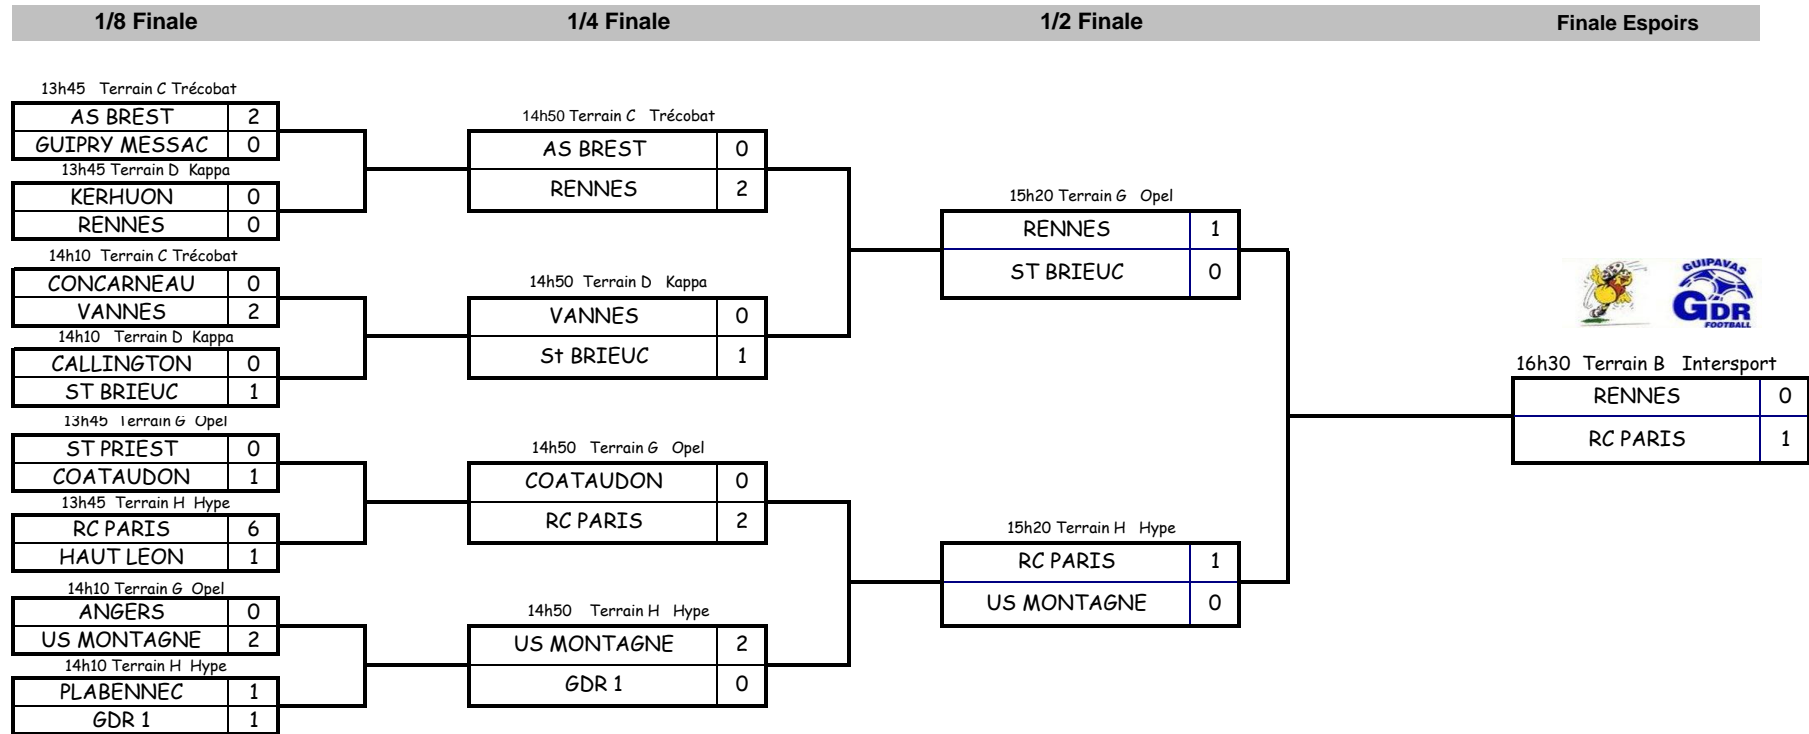 1/8 Finale 1/4 Finale 1/2 Finale Finale Espoirs
13h45 Terrain C Trécobat
AS BREST 2
GUIPRY MESSAC 0
13h45 Terrain D Kappa
KERHUON 0
RENNES 0
14h10 Terrain C Trécobat
CONCARNEAU 0
VANNES 2
14h10 Terrain D Kappa
CALLINGTON 0
ST BRIEUC 1
13h45 Terrain G Opel
ST PRIEST 0
COATAUDON 1
13h45 Terrain H Hype
RC PARIS 6
HAUT LEON 1
14h10 Terrain G Opel
ANGERS 0
US MONTAGNE 2
14h10 Terrain H Hype
PLABENNEC 1
GDR 1 1
14h50 Terrain C Trécobat
AS BREST 0
RENNES 2
14h50 Terrain D Kappa
VANNES 0
St BRIEUC 1
14h50 Terrain G Opel
COATAUDON 0
RC PARIS 2
14h50 Terrain H Hype
US MONTAGNE 2
GDR 1 0
15h20 Terrain G Opel
RENNES 1
ST BRIEUC 0
15h20 Terrain H Hype
RC PARIS 1
US MONTAGNE 0
GUIPAVAS
GDR
FOOTBALL
16h30 Terrain B Intersport
RENNES 0
RC PARIS 1